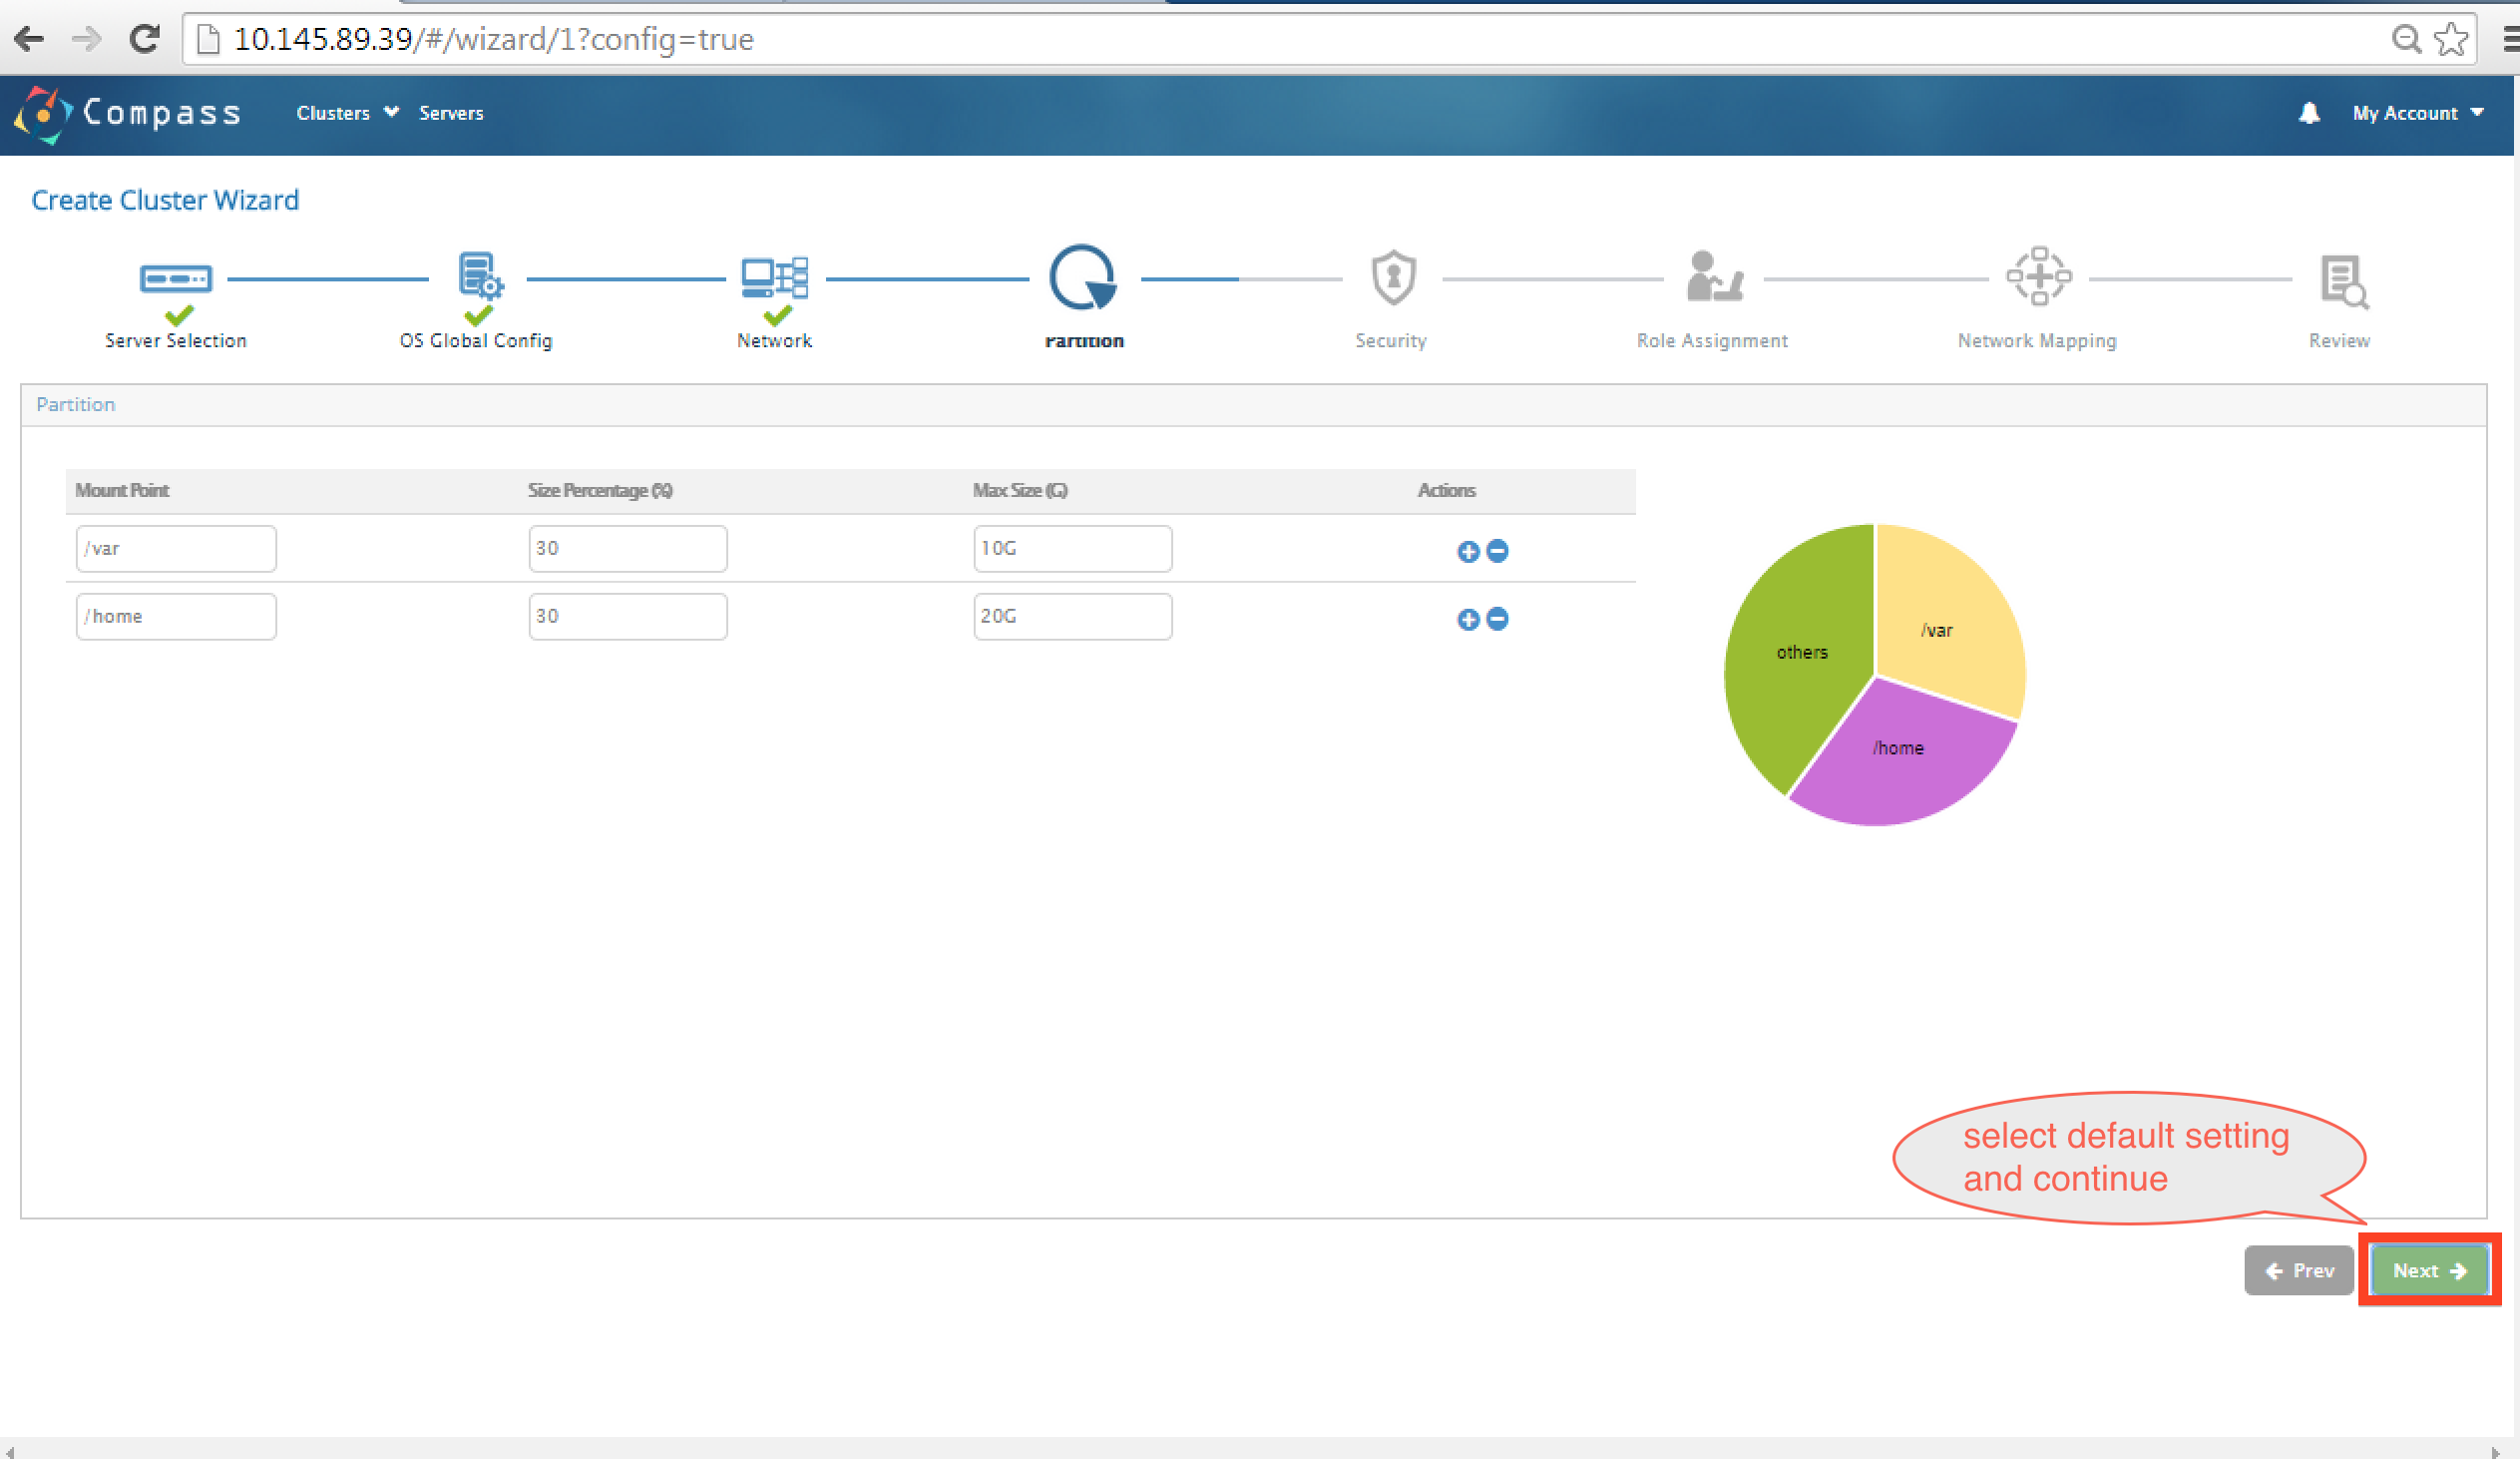 10.145.89.39/#/wizard/1?config=true
Compass Clusters Servers My Account
Create Cluster Wizard
Server Selection OS Global Config Network Partition Security Role Assignment Network Mapping Review
Partition
Mount Point Size Percentage (%) Max Size (G) Actions
/var 30 10G
/home 30 20G
/var
others
/home
select default setting
and continue
Prev Next